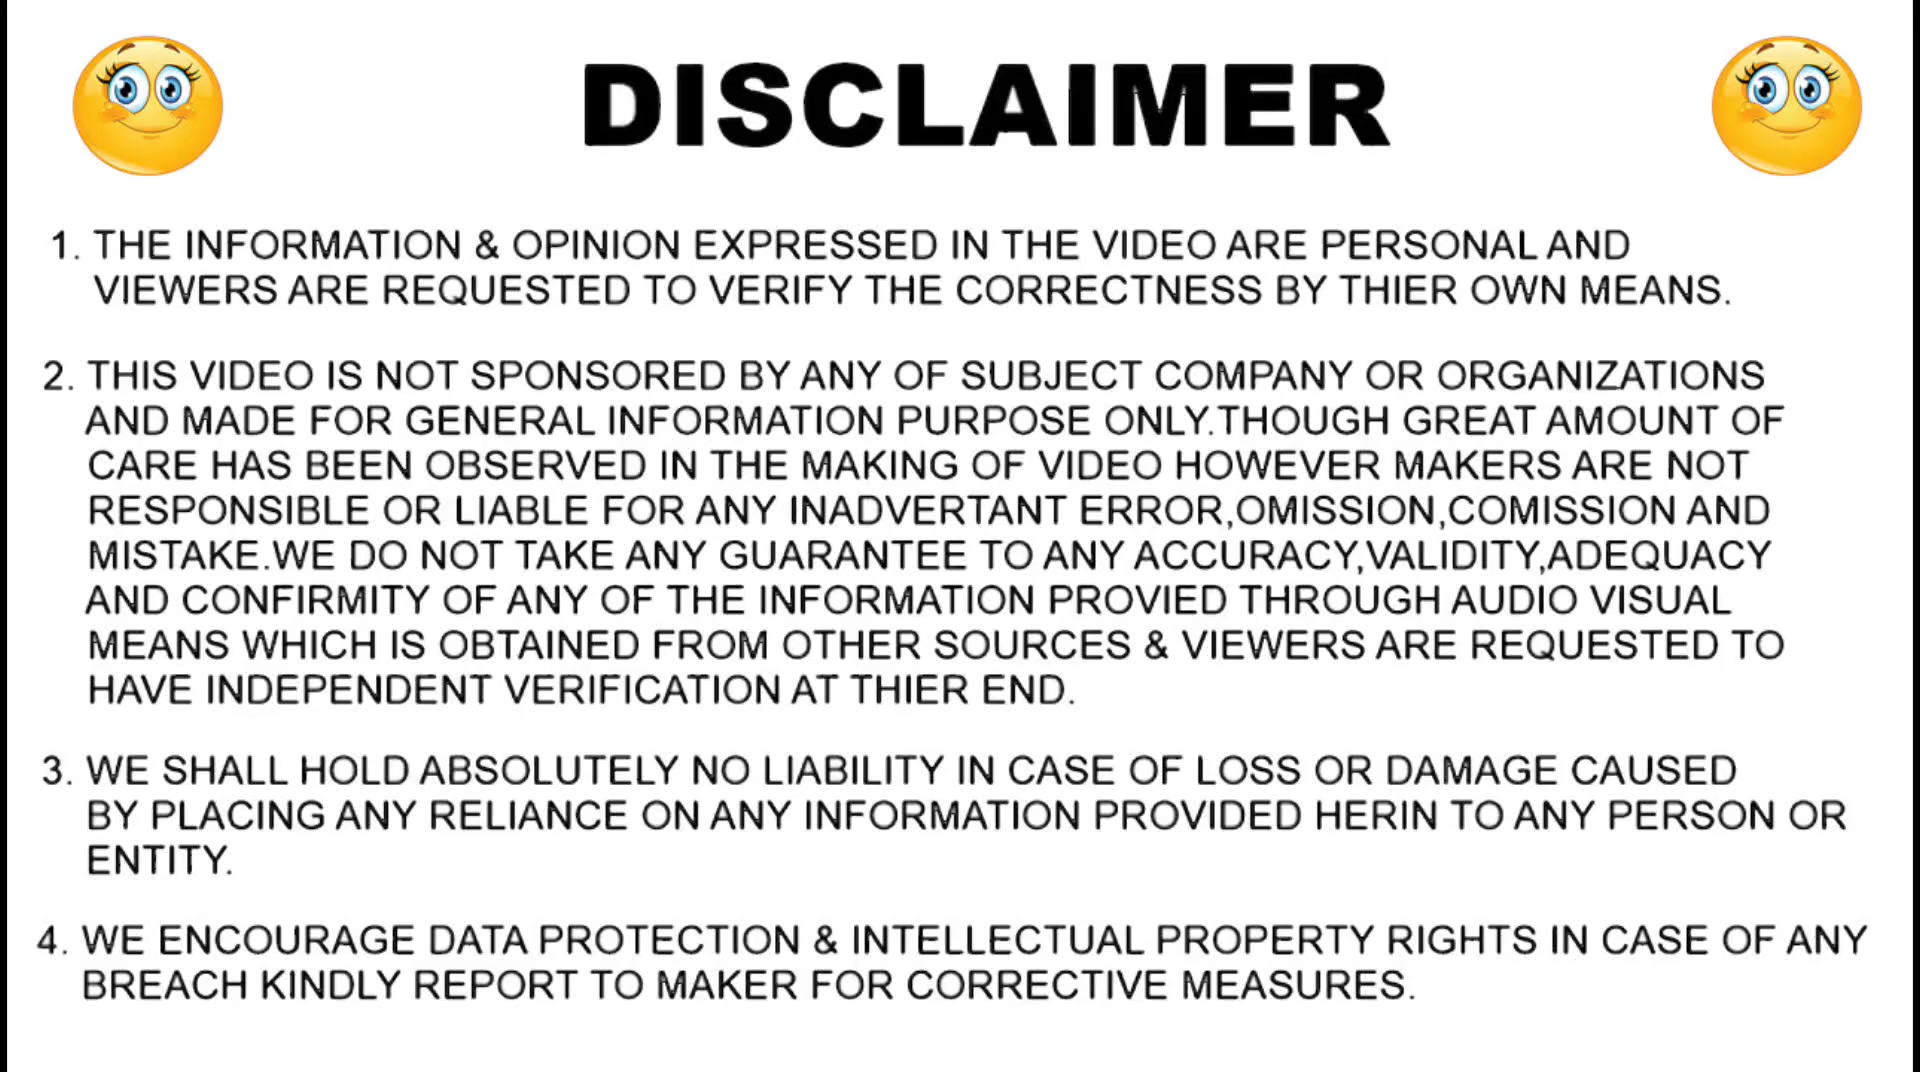 DISCLAIMER
1. THE INFORMATION & OPINION EXPRESSED IN THE VIDEO ARE PERSONAL AND
VIEWERS ARE REQUESTED TO VERIFY THE CORRECTNESS BY THIER OWN MEANS.
2. THIS VIDEO IS NOT SPONSORED BY ANY OF SUBJECT COMPANY OR ORGANIZATIONS
AND MADE FOR GENERAL INFORMATION PURPOSE ONLY.THOUGH GREAT AMOUNT OF
CARE HAS BEEN OBSERVED IN THE MAKING OF VIDEO HOWEVER MAKERS ARE NOT
RESPONSIBLE OR LIABLE FOR ANY INADVERTANT ERROR,OMISSION,COMISSION AND
MISTAKE.WE DO NOT TAKE ANY GUARANTEE TO ANY ACCURACY,VALIDITY,ADEQUACY
AND CONFIRMITY OF ANY OF THE INFORMATION PROVIED THROUGH AUDIO VISUAL
MEANS WHICH IS OBTAINED FROM OTHER SOURCES & VIEWERS ARE REQUESTED TO
HAVE INDEPENDENT VERIFICATION AT THIER END.
3. WE SHALL HOLD ABSOLUTELY NO LIABILITY IN CASE OF LOSS OR DAMAGE CAUSED
BY PLACING ANY RELIANCE ON ANY INFORMATION PROVIDED HERIN TO ANY PERSON OR
ENTITY.
4. WE ENCOURAGE DATA PROTECTION & INTELLECTUAL PROPERTY RIGHTS IN CASE OF ANY
BREACH KINDLY REPORT TO MAKER FOR CORRECTIVE MEASURES.